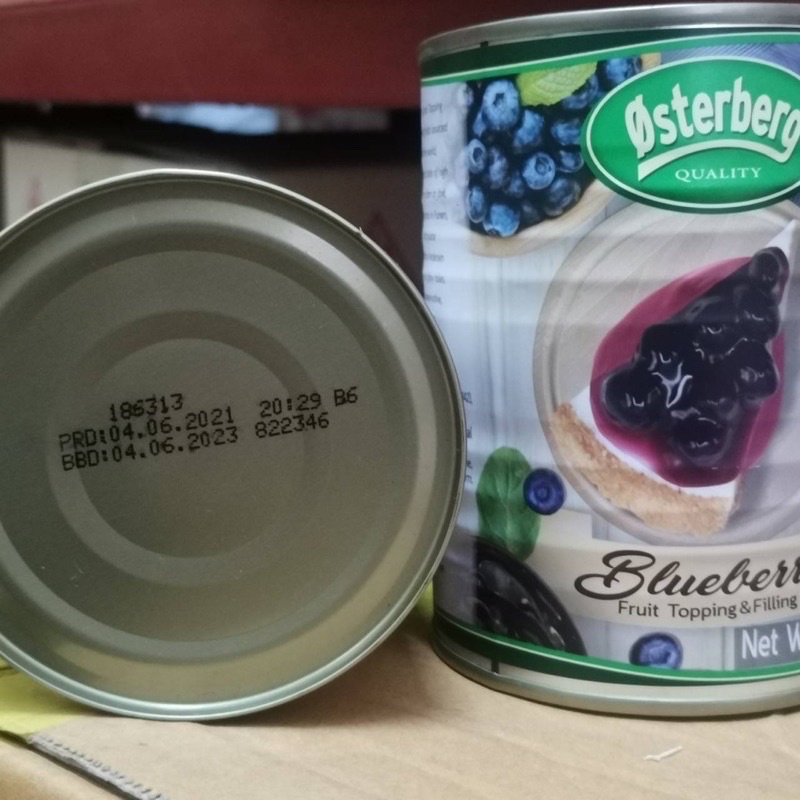 186313
PRD:04.06.2021 20:29 B6
BBD:04.06.2023 822346
Østerberg
QUALITY
Blueberr
Fruit Topping & Filling
Net W